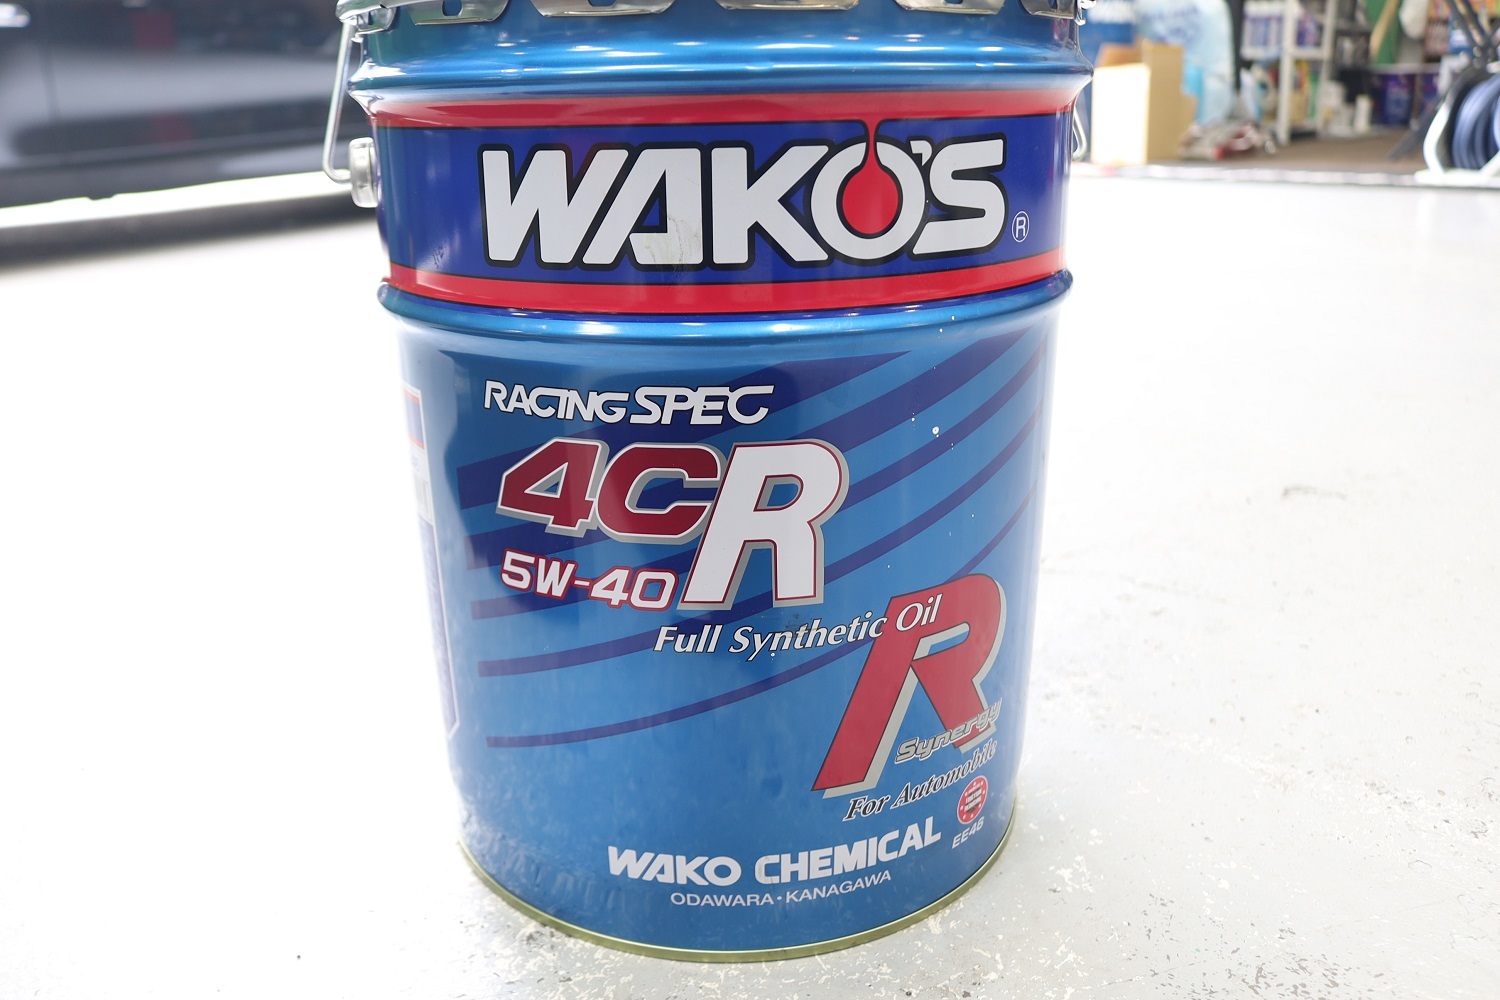 WAKO'S
®
RACING SPEC
4CR
5W-40
Full Synthetic Oil
R
Synergy
For Automobile
EE46
WAKO CHEMICAL
ODAWARA・KANAGAWA